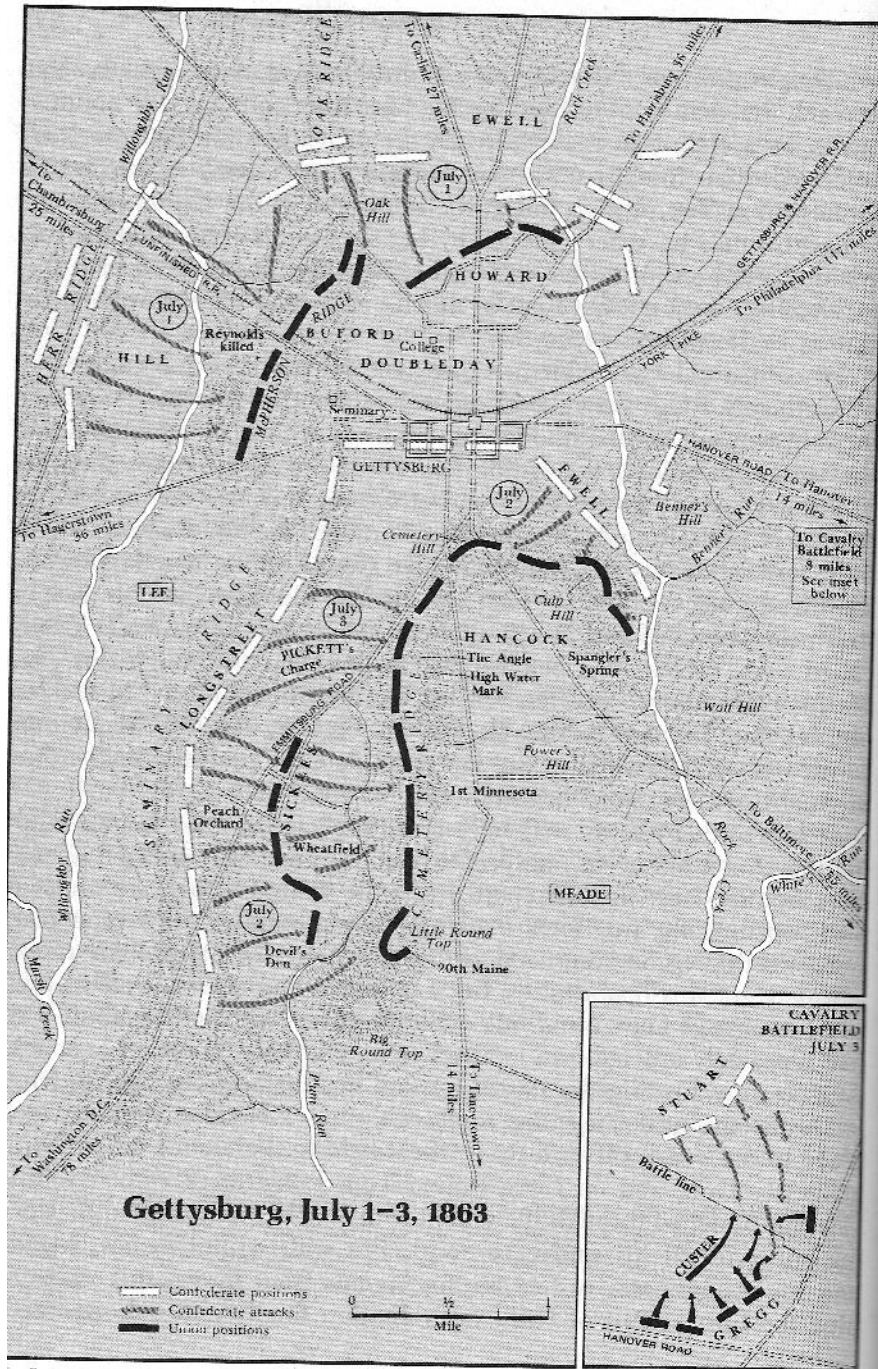 Willoughby Run
OAK RIDGE
To Carlisle 27 miles
EWELL
Rock Creek
To Harrisburg 36 miles
GETTYSBURG & HANOVER R.R.
To Philadelphia 117 miles
YORK PIKE
To
Chambersburg
25 miles
UNFINISHED R.R.
July
1
Oak
Hill
HOWARD
HERR RIDGE
July
1
HILL
Reynolds
killed
McPHERSON RIDGE
BUFORD
College
DOUBLEDAY
Seminary
GETTYSBURG
HANOVER ROAD
To Hanover
14 miles
To Hagerstown
36 miles
July
2
EWELL
Benner's
Hill
Benner's Run
To Cavalry
Battlefield
8 miles
See inset
below
Cemetery
Hill
LEE
Culp's
Hill
July
3
PICKETT's
Charge
HANCOCK
The Angle
Spangler's
Spring
High Water
Mark
SEMINARY RIDGE
LONGSTREET
EMMITSBURG ROAD
CEMETERY RIDGE
Wolf Hill
Power's
Hill
1st Minnesota
SICKLES
Peach
Orchard
Wheatfield
Willoughby Run
Rock Creek
To Baltimore
55 miles
White Run
MEADE
July
2
Devil's
Den
Little Round
Top
20th Maine
Marsh Creek
Big
Round Top
Plum Run
To Taneytown
14 miles
To
Washington D.C.
78 miles
CAVALRY
BATTLEFIELD
JULY 3
STUART
Battle line
CUSTER
GREGG
HANOVER ROAD
Gettysburg, July 1–3, 1863
Confederate positions
Confederate attacks
Union positions
0 ½ 1
Mile